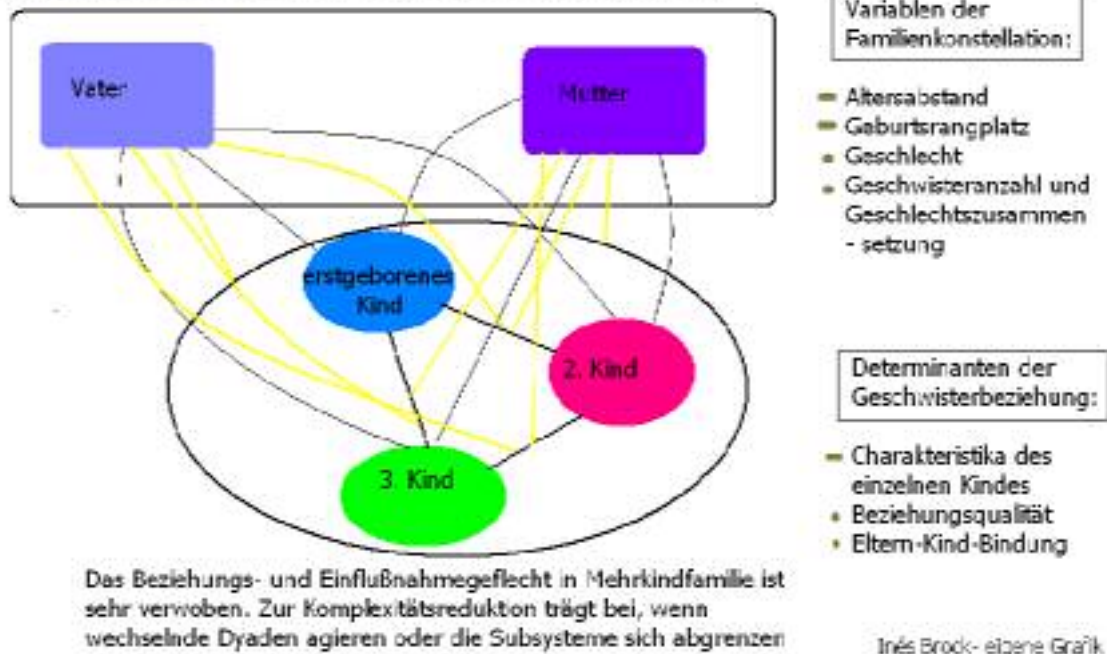 Vater
Mutter
erstgeborenes
Kind
2. Kind
3. Kind
Variablen der
Familienkonstellation:
Altersabstand
Geburtsrangplatz
Geschlecht
Geschwisteranzahl und
Geschlechtszusammen
- setzung
Determinanten der
Geschwisterbeziehung:
Charakteristika des
einzelnen Kindes
Beziehungsqualität
Eltern-Kind-Bindung
Das Beziehungs- und Einflußnahmegeflecht in Mehrkindfamilie ist
sehr verwoben. Zur Komplexitätsreduktion trägt bei, wenn
wechselnde Dyaden agieren oder die Subsysteme sich abgrenzen
Inés Brock- eigene Grafik